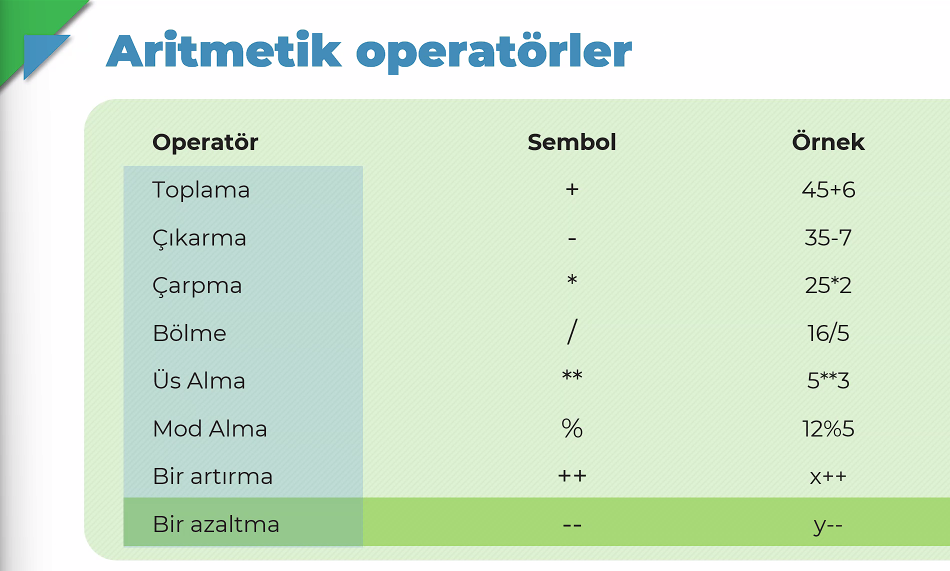 Aritmetik operatörler
Operatör Sembol Örnek
Toplama + 45+6
Çıkarma - 35-7
Çarpma * 25*2
Bölme / 16/5
Üs Alma ** 5**3
Mod Alma % 12%5
Bir artırma ++ x++
Bir azaltma -- y--